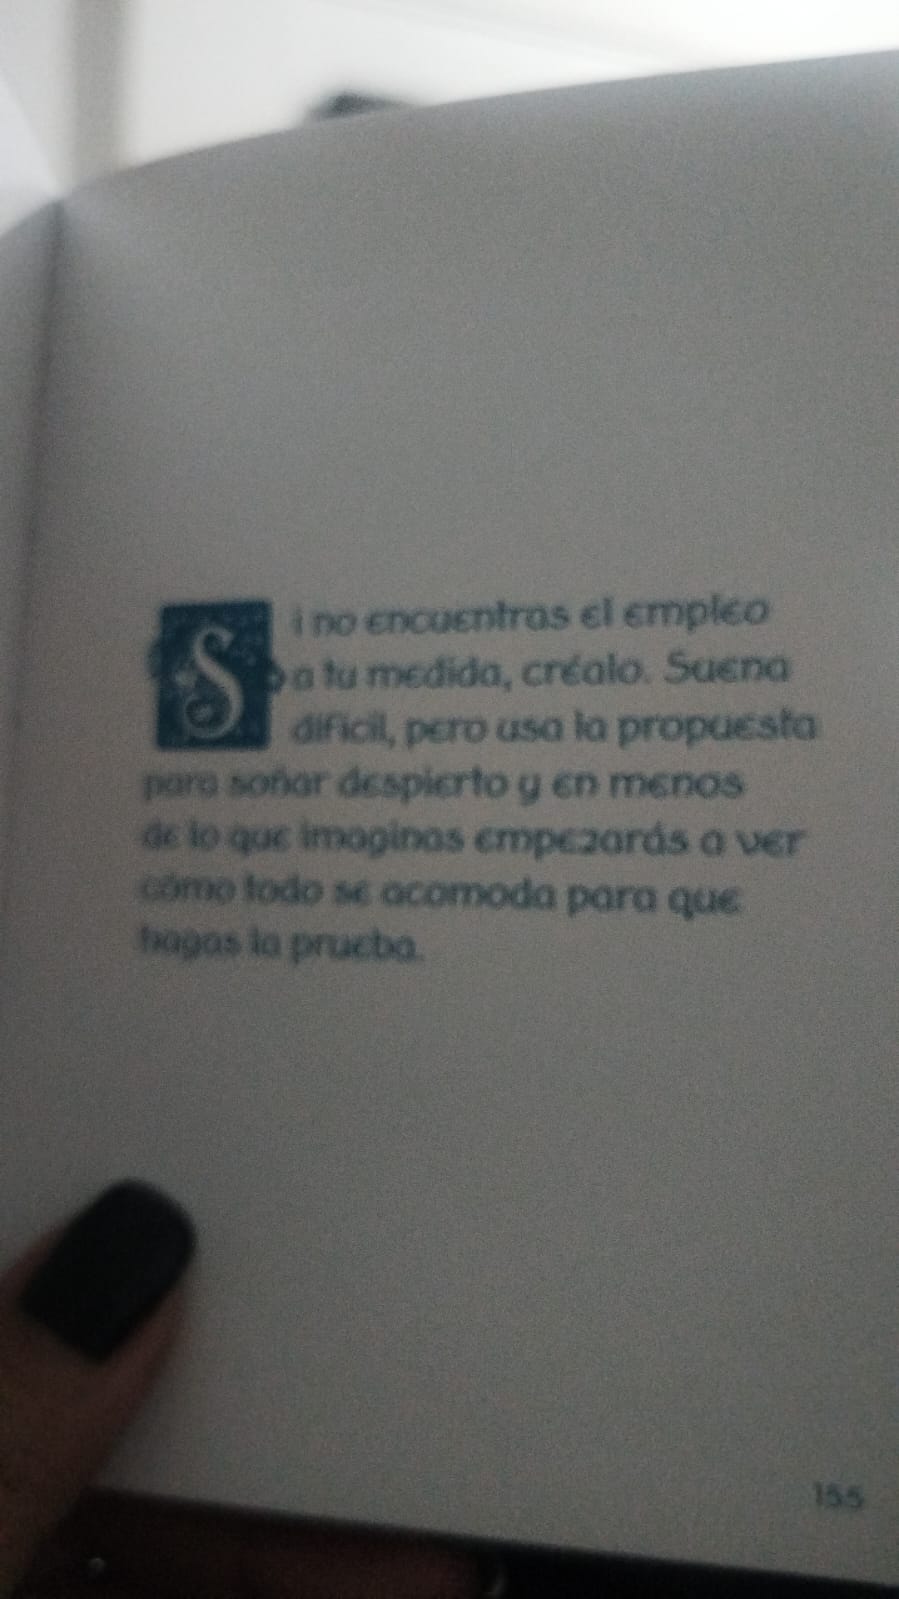 Si no encuentras el empleo
a tu medida, créalo. Suena
difícil, pero usa la propuesta
para soñar despierto y en menos
de lo que imaginas empezarás a ver
cómo todo se acomoda para que
hagas la prueba.
155